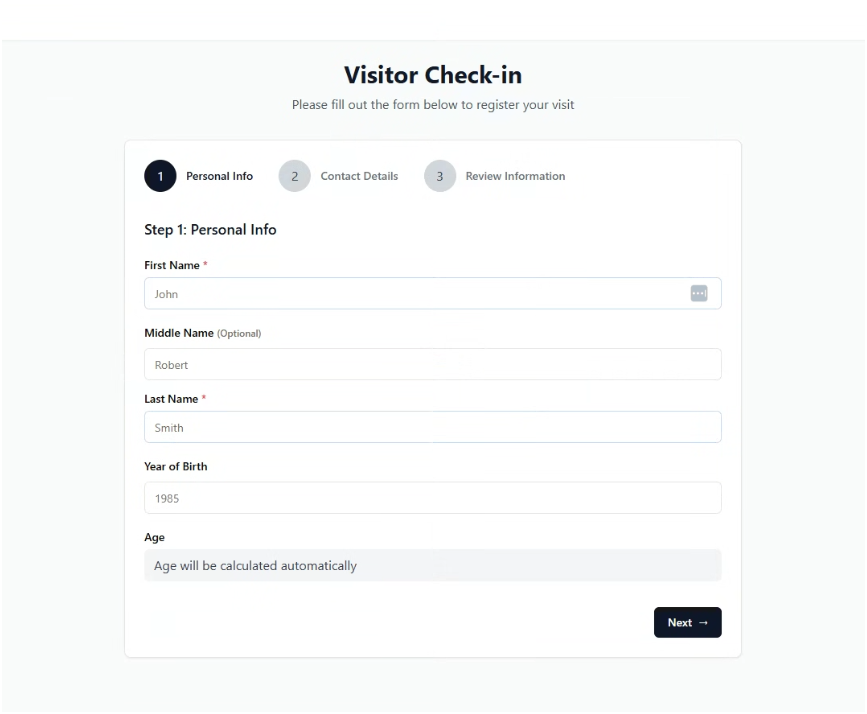 Visitor Check-in
Please fill out the form below to register your visit
1 Personal Info 2 Contact Details 3 Review Information
Step 1: Personal Info
First Name *
John
Middle Name (Optional)
Robert
Last Name *
Smith
Year of Birth
1985
Age
Age will be calculated automatically
Next →